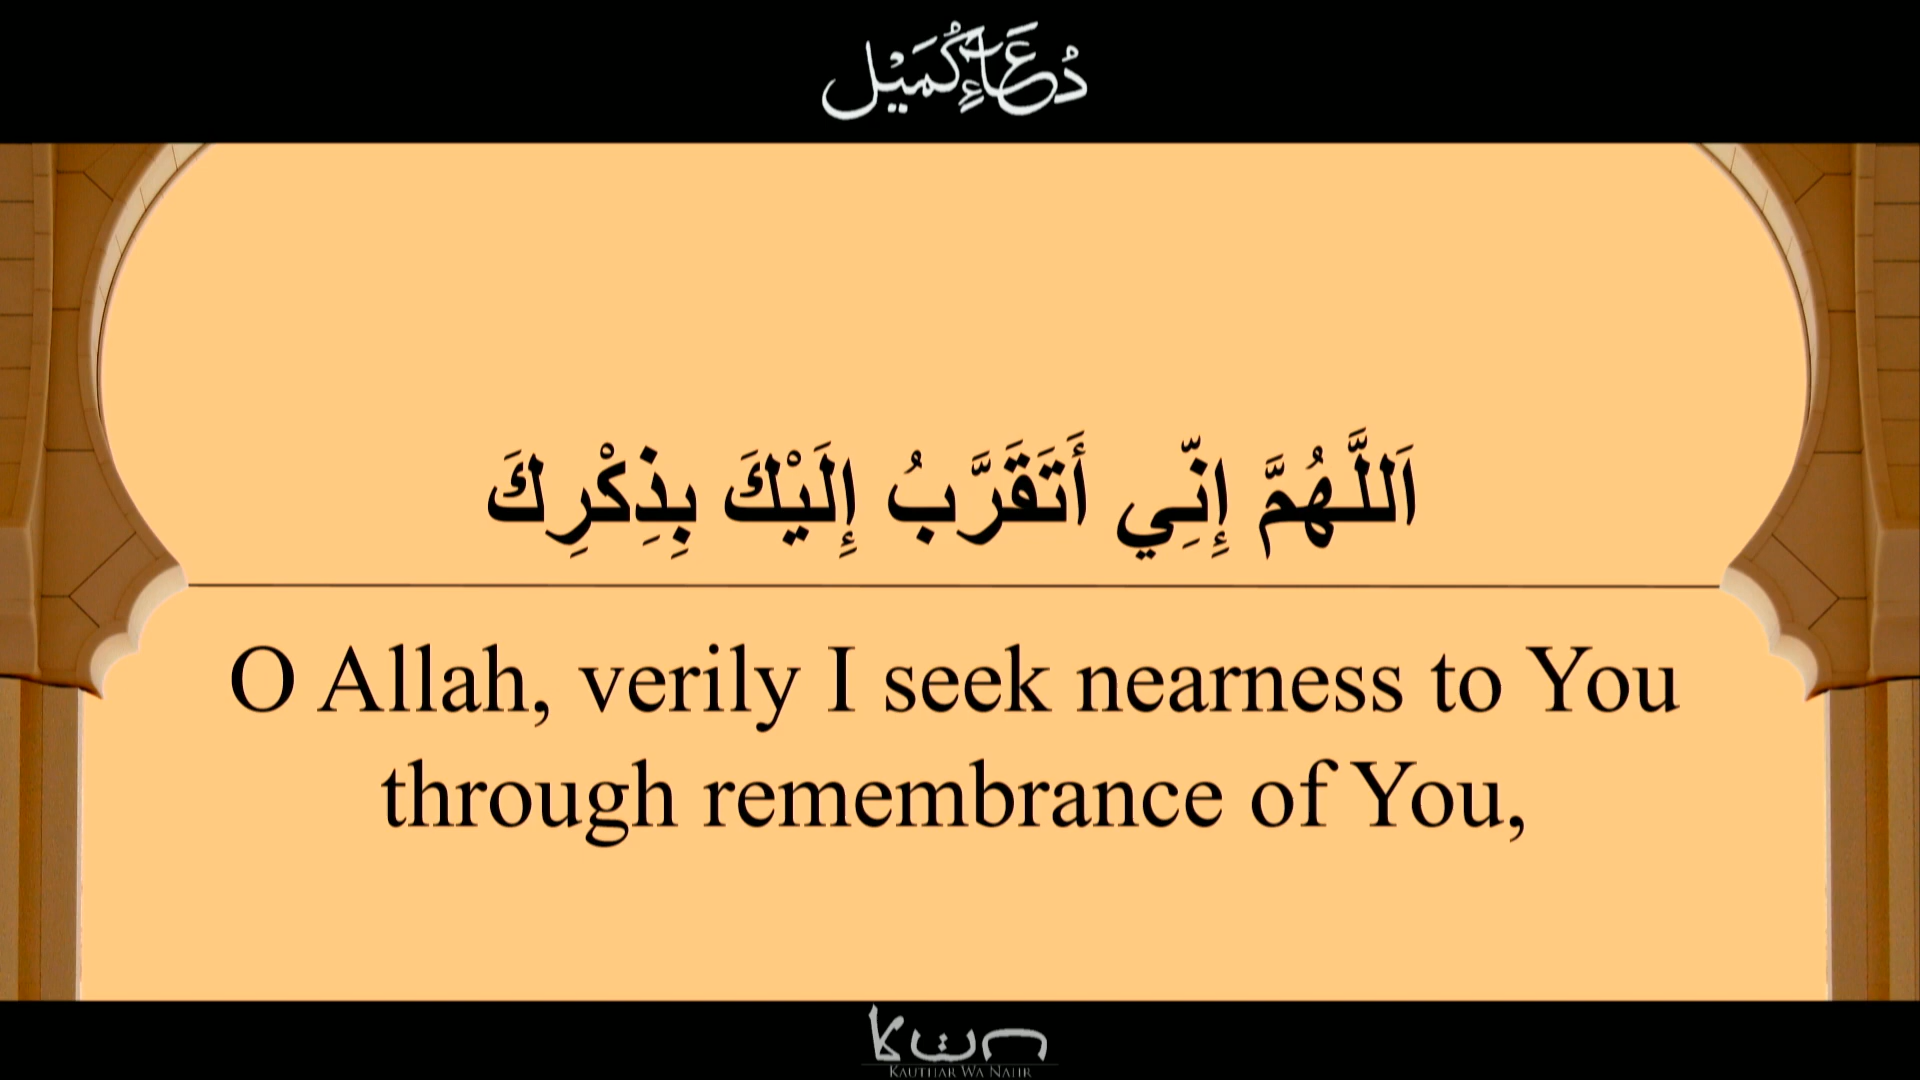 دُعَاءِ كُمَيْل
اَللَّهُمَّ إِنِّي أَتَقَرَّبُ إِلَيْكَ بِذِكْرِكَ
O Allah, verily I seek nearness to You
through remembrance of You,
KWN
KAUTHAR WA NAHR